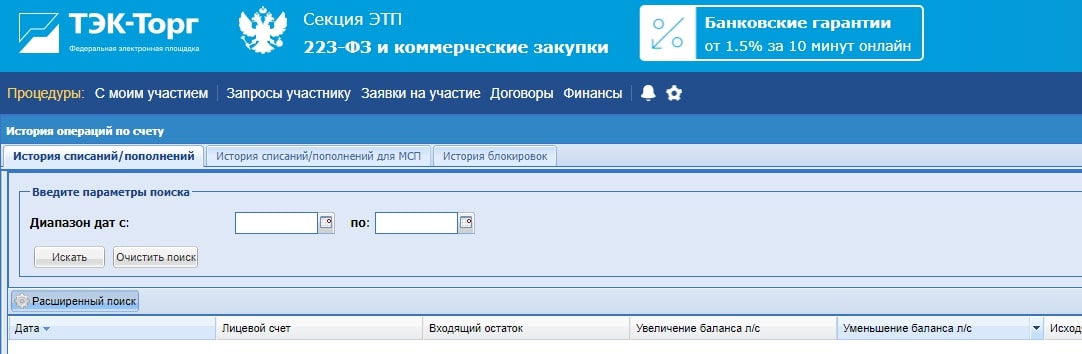 ТЭК-Торг
Федеральная электронная площадка
Секция ЭТП
223-ФЗ и коммерческие закупки
Банковские гарантии
от 1.5% за 10 минут онлайн
Процедуры: С моим участием Запросы участнику Заявки на участие Договоры Финансы
История операций по счету
История списаний/пополнений История списаний/пополнений для МСП История блокировок
Введите параметры поиска
Диапазон дат с: по:
Искать Очистить поиск
Расширенный поиск
Дата Лицевой счет Входящий остаток Увеличение баланса л/с Уменьшение баланса л/с Исход